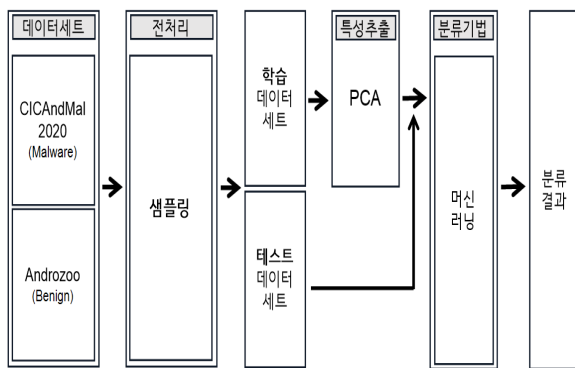 데이터세트
전처리
특성추출
분류기법
CICAndMal
2020
(Malware)
Androzoo
(Benign)
샘플링
학습
데이터
세트
테스트
데이터
세트
PCA
머신
러닝
분류
결과